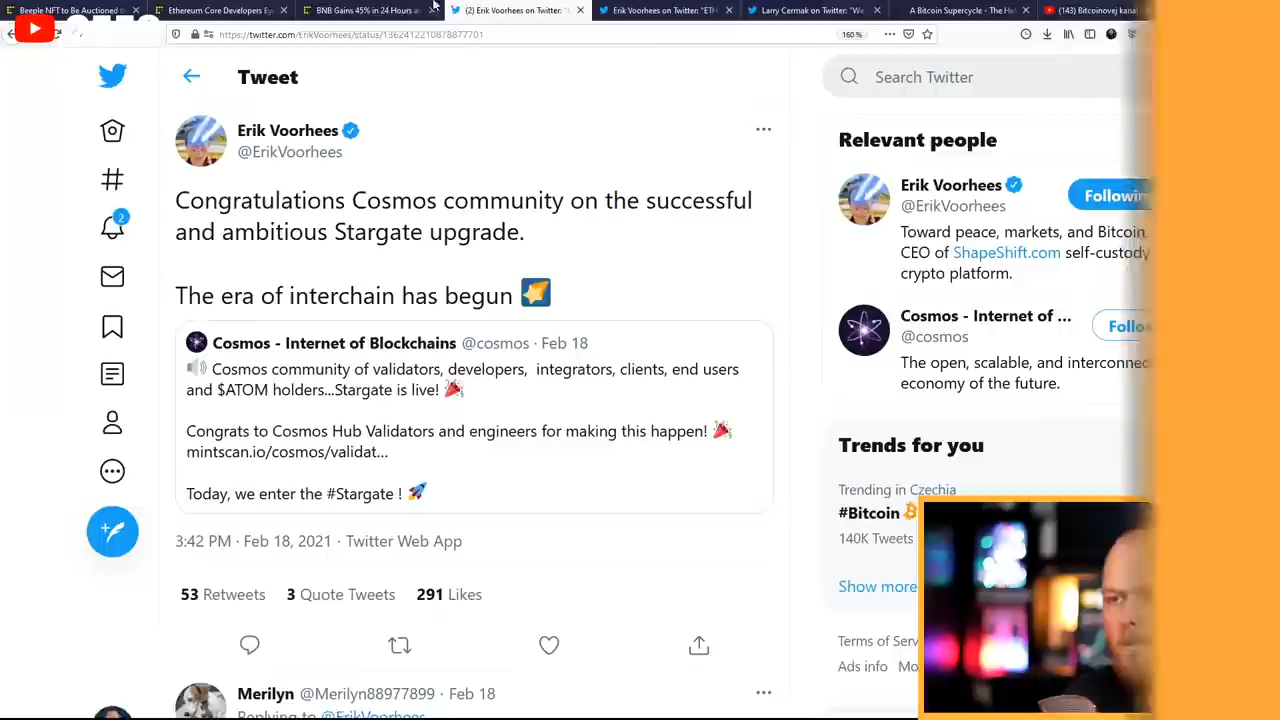 Beeple NFT to Be Auctioned
Ethereum Core Developers Ey
BNB Gains 45% in 24 Hours a
(2) Erik Voorhees on Twitter: "
Erik Voorhees on Twitter: "ETH
Larry Cermak on Twitter: "We
A Bitcoin Supercycle - The He
(143) Bitcoinovej kanal
https://twitter.com/ErikVoorhees/status/1362412210878877701
160%
Tweet
Search Twitter
Erik Voorhees
@ErikVoorhees
Congratulations Cosmos community on the successful
and ambitious Stargate upgrade.
The era of interchain has begun
Cosmos - Internet of Blockchains @cosmos · Feb 18
Cosmos community of validators, developers, integrators, clients, end users
and $ATOM holders...Stargate is live!
Congrats to Cosmos Hub Validators and engineers for making this happen!
mintscan.io/cosmos/validat...
Today, we enter the #Stargate !
3:42 PM · Feb 18, 2021 · Twitter Web App
53 Retweets 3 Quote Tweets 291 Likes
Merilyn @Merilyn88977899 · Feb 18
Replying to @ErikVoorhees
2
Relevant people
Erik Voorhees
@ErikVoorhees
Followin
Toward peace, markets, and Bitcoin.
CEO of ShapeShift.com self-custody
crypto platform.
Cosmos - Internet of ...
@cosmos
Follo
The open, scalable, and interconnec
economy of the future.
Trends for you
Trending in Czechia
#Bitcoin
140K Tweets
Show more
Terms of Serv
Ads info Mo